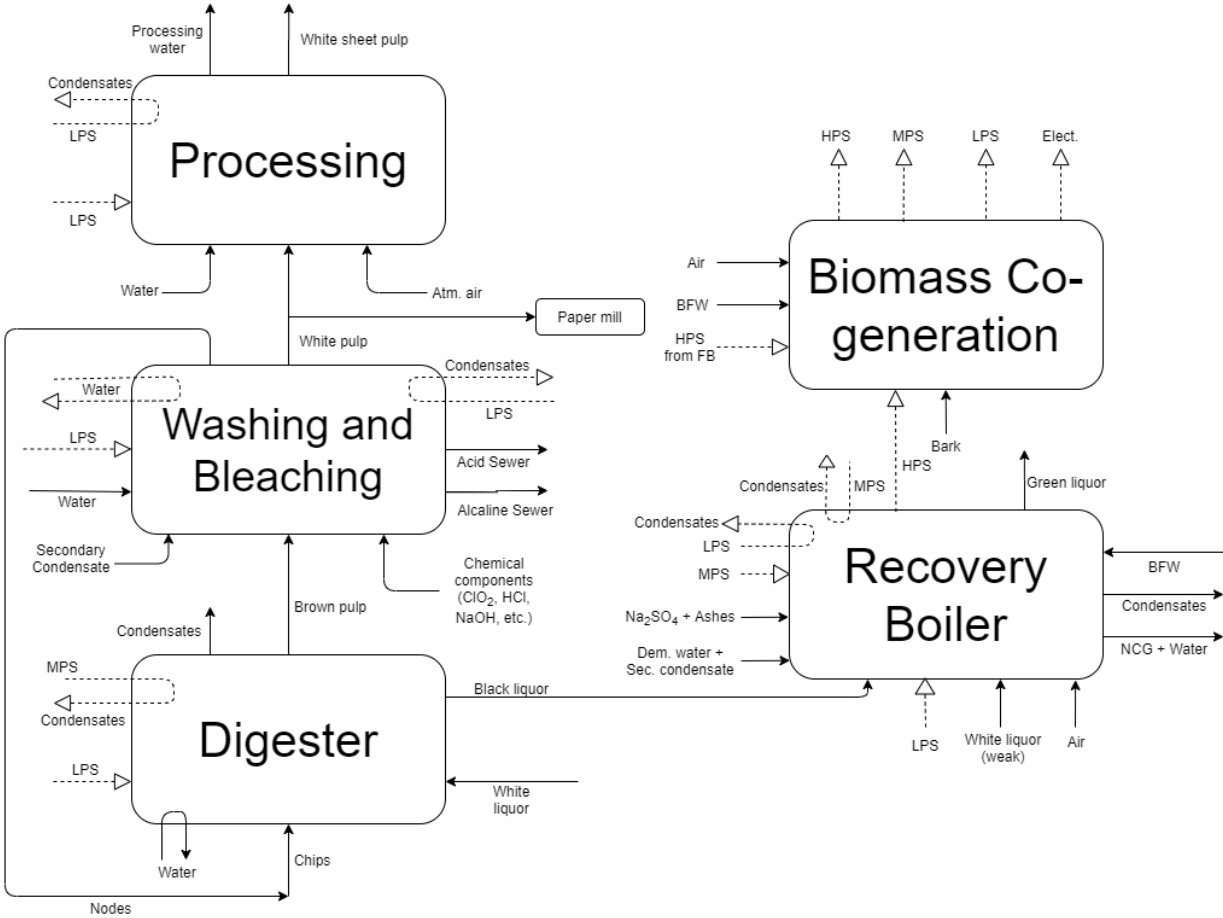 Processing
water
White sheet pulp
Condensates
LPS
Processing
LPS
Water
Atm. air
Paper mill
White pulp
Water
Condensates
LPS
LPS
Washing and
Bleaching
Acid Sewer
Water
Alcaline Sewer
Secondary
Condensate
Chemical
components
(ClO2, HCl,
NaOH, etc.)
Brown pulp
Condensates
MPS
Condensates
Black liquor
Digester
LPS
White
liquor
Water
Chips
Nodes
HPS
MPS
LPS
Elect.
Air
BFW
HPS
from FB
Biomass Co-
generation
Bark
HPS
Condensates
MPS
Green liquor
Condensates
LPS
MPS
Na2SO4 + Ashes
Dem. water +
Sec. condensate
Recovery
Boiler
BFW
Condensates
NCG + Water
LPS
White liquor
(weak)
Air